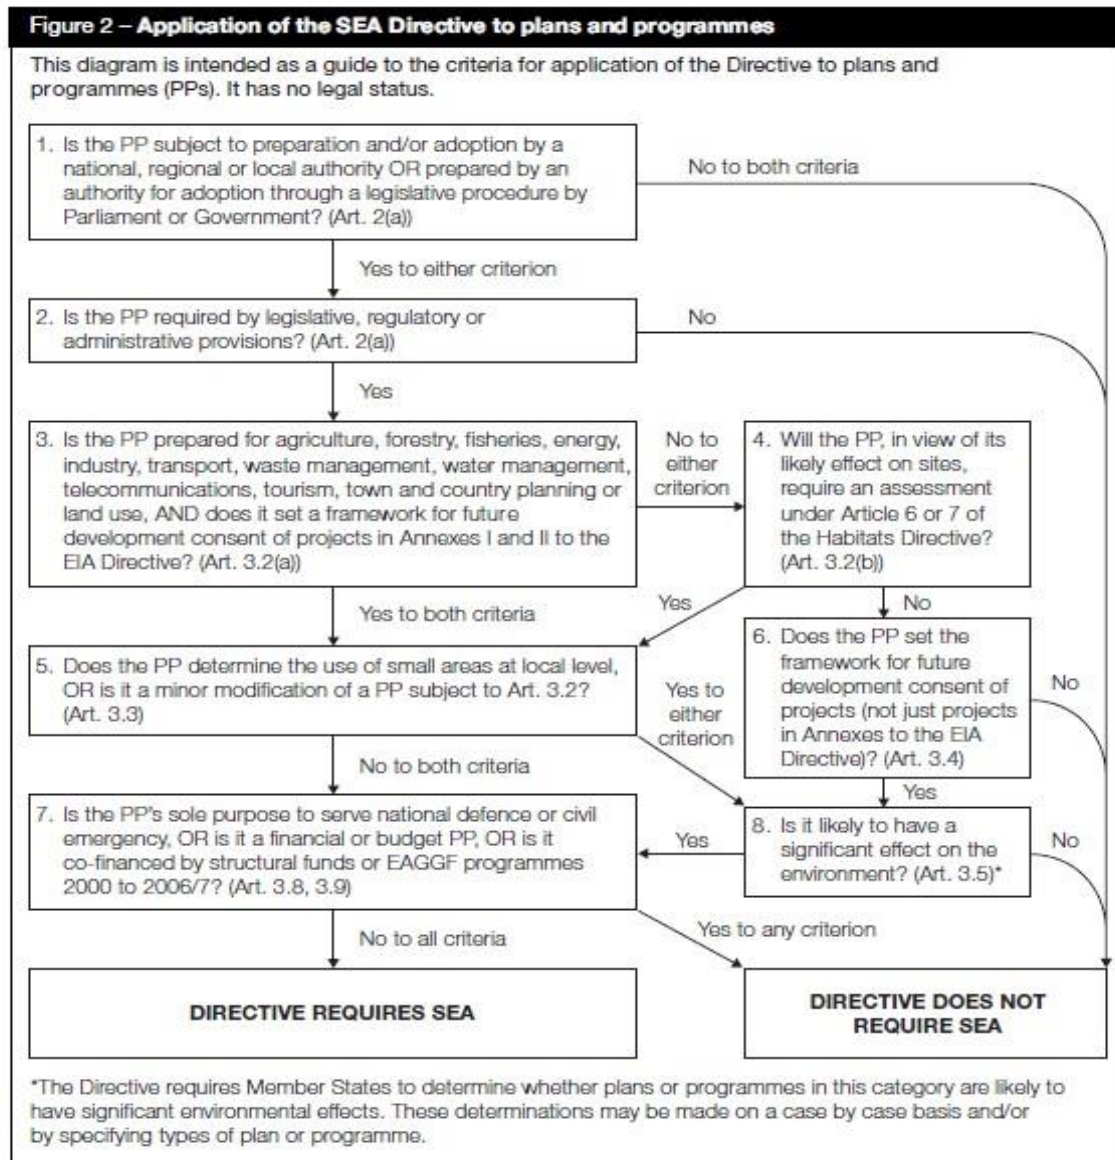 Figure 2 – Application of the SEA Directive to plans and programmes
This diagram is intended as a guide to the criteria for application of the Directive to plans and
programmes (PPs). It has no legal status.
1. Is the PP subject to preparation and/or adoption by a
national, regional or local authority OR prepared by an
authority for adoption through a legislative procedure by
Parliament or Government? (Art. 2(a))
No to both criteria
Yes to either criterion
2. Is the PP required by legislative, regulatory or
administrative provisions? (Art. 2(a))
No
Yes
3. Is the PP prepared for agriculture, forestry, fisheries, energy,
industry, transport, waste management, water management,
telecommunications, tourism, town and country planning or
land use, AND does it set a framework for future
development consent of projects in Annexes I and II to the
EIA Directive? (Art. 3.2(a))
No to
either
criterion
4. Will the PP, in view of its
likely effect on sites,
require an assessment
under Article 6 or 7 of
the Habitats Directive?
(Art. 3.2(b))
Yes to both criteria
Yes
No
5. Does the PP determine the use of small areas at local level,
OR is it a minor modification of a PP subject to Art. 3.2?
(Art. 3.3)
Yes to
either
criterion
6. Does the PP set the
framework for future
development consent of
projects (not just projects
in Annexes to the EIA
Directive)? (Art. 3.4)
No
No to both criteria
Yes
7. Is the PP's sole purpose to serve national defence or civil
emergency, OR is it a financial or budget PP, OR is it
co-financed by structural funds or EAGGF programmes
2000 to 2006/7? (Art. 3.8, 3.9)
Yes
8. Is it likely to have a
significant effect on the
environment? (Art. 3.5)*
No
No to all criteria
Yes to any criterion
DIRECTIVE REQUIRES SEA
DIRECTIVE DOES NOT
REQUIRE SEA
*The Directive requires Member States to determine whether plans or programmes in this category are likely to
have significant environmental effects. These determinations may be made on a case by case basis and/or
by specifying types of plan or programme.